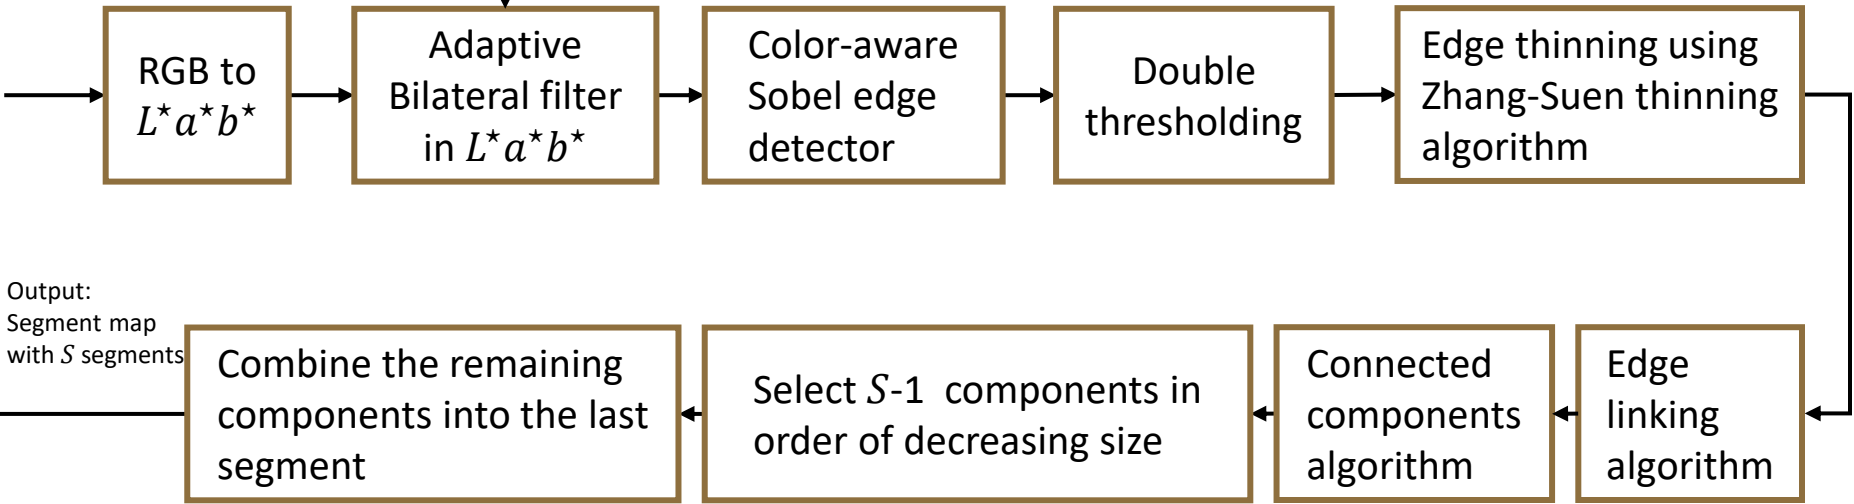 RGB to
L*a*b*
Adaptive
Bilateral filter
in L*a*b*
Color-aware
Sobel edge
detector
Double
thresholding
Edge thinning using
Zhang-Suen thinning
algorithm
Output:
Segment map
with S segments
Combine the remaining
components into the last
segment
Select S-1 components in
order of decreasing size
Connected
components
algorithm
Edge
linking
algorithm